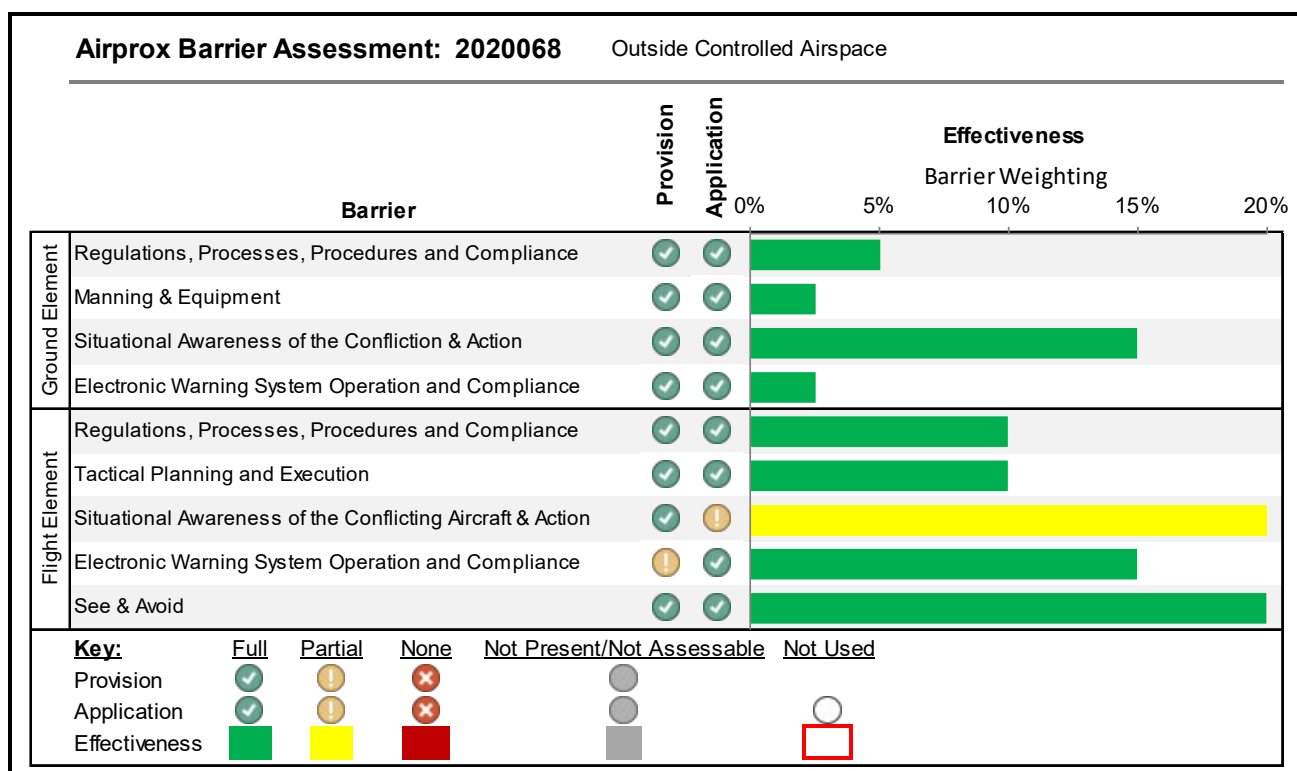 Airprox Barrier Assessment: 2020068 Outside Controlled Airspace
Provision
Application
Effectiveness
Barrier Weighting
Barrier
0% 5% 10% 15% 20%
Ground Element
Regulations, Processes, Procedures and Compliance
Manning & Equipment
Situational Awareness of the Confliction & Action
Electronic Warning System Operation and Compliance
Flight Element
Regulations, Processes, Procedures and Compliance
Tactical Planning and Execution
Situational Awareness of the Conflicting Aircraft & Action
Electronic Warning System Operation and Compliance
See & Avoid
Key: Full Partial None Not Present/Not Assessable Not Used
Provision
Application
Effectiveness